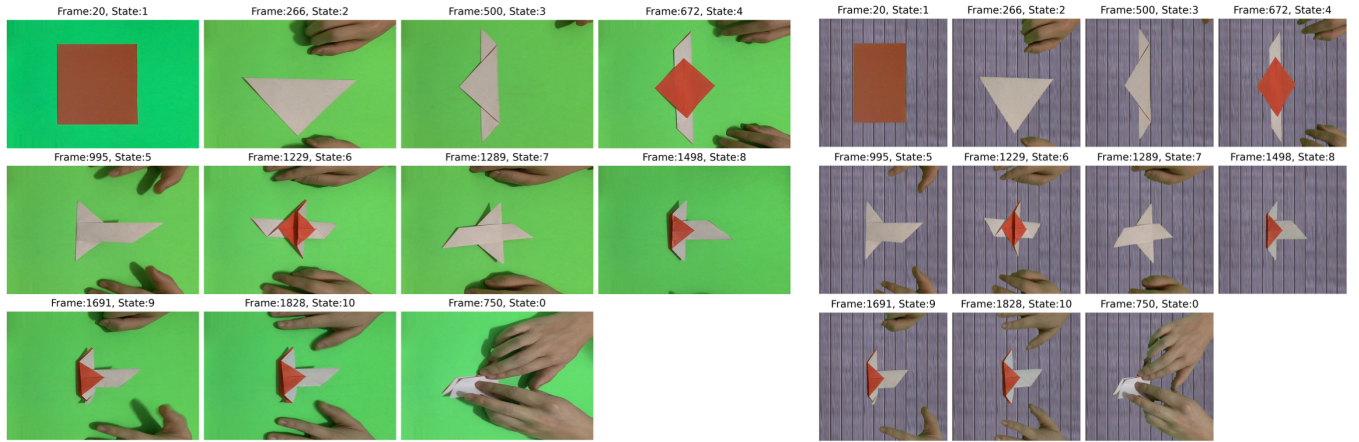 Frame:20, State:1
Frame:266, State:2
Frame:500, State:3
Frame:672, State:4
Frame:995, State:5
Frame:1229, State:6
Frame:1289, State:7
Frame:1498, State:8
Frame:1691, State:9
Frame:1828, State:10
Frame:750, State:0
Frame:20, State:1
Frame:266, State:2
Frame:500, State:3
Frame:672, State:4
Frame:995, State:5
Frame:1229, State:6
Frame:1289, State:7
Frame:1498, State:8
Frame:1691, State:9
Frame:1828, State:10
Frame:750, State:0